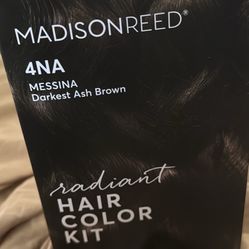 MADISONREED®
4NA
MESSINA
Darkest Ash Brown
radiant
HAIR
COLOR
KIT